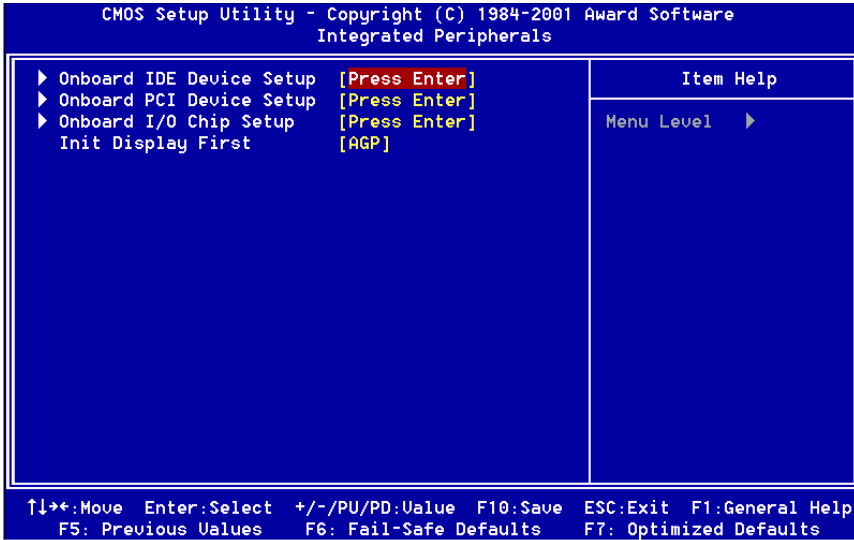 CMOS Setup Utility - Copyright (C) 1984-2001 Award Software
Integrated Peripherals
▶ Onboard IDE Device Setup [Press Enter]
▶ Onboard PCI Device Setup [Press Enter]
▶ Onboard I/O Chip Setup [Press Enter]
Init Display First [AGP]
Item Help
Menu Level ▶
↑↓→←:Move Enter:Select +/-/PU/PD:Value F10:Save ESC:Exit F1:General Help
F5: Previous Values F6: Fail-Safe Defaults F7: Optimized Defaults